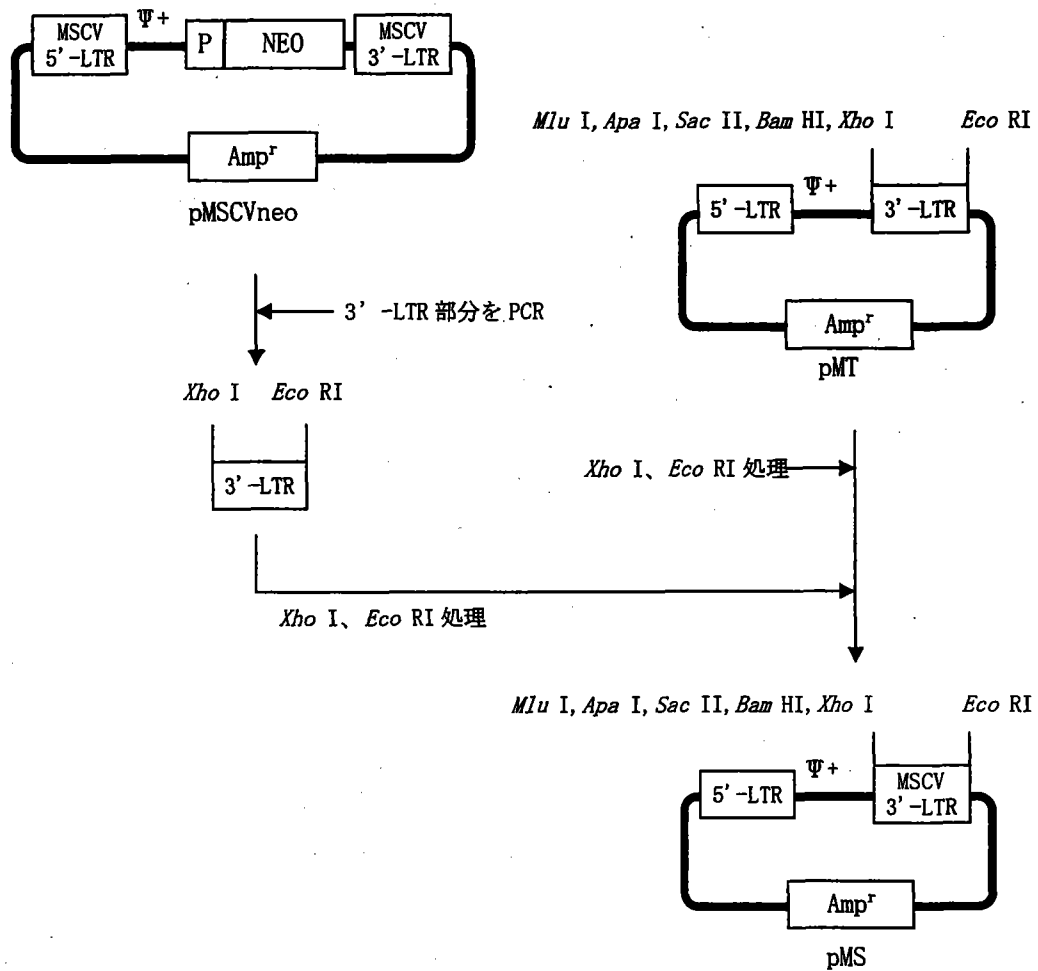 MSCV
5'-LTR
Ψ+
P
NEO
MSCV
3'-LTR
Amp^r
pMSCVneo
Mlu I, Apa I, Sac II, Bam HI, Xho I
Eco RI
5'-LTR
Ψ+
3'-LTR
Amp^r
pMT
3'-LTR 部分を PCR
Xho I
Eco RI
3'-LTR
Xho I、Eco RI 処理
Xho I、Eco RI 処理
Mlu I, Apa I, Sac II, Bam HI, Xho I
Eco RI
5'-LTR
Ψ+
MSCV
3'-LTR
Amp^r
pMS